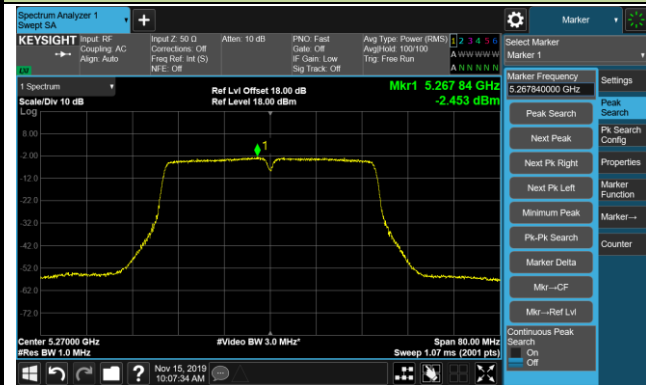 Spectrum Analyzer 1
Swept SA
Marker
KEYSIGHT
Input: RF
Coupling: AC
Align: Auto
Input Z: 50 Ω
Corrections: Off
Freq Ref: Int (S)
NFE: Off
Atten: 10 dB
PNO: Fast
Gate: Off
IF Gain: Low
Sig Track: Off
Avg Type: Power (RMS)
Avg|Hold: 100/100
Trig: Free Run
1 2 3 4 5 6
A W W W W W
A N N N N N
1 Spectrum
Scale/Div 10 dB
Log
Ref Lvl Offset 18.00 dB
Ref Level 18.00 dBm
Mkr1 5.267 84 GHz
-2.453 dBm
8.00
-2.00
-12.0
-22.0
-32.0
-42.0
-52.0
-62.0
-72.0
1
Center 5.27000 GHz
#Res BW 1.0 MHz
#Video BW 3.0 MHz*
Span 80.00 MHz
Sweep 1.07 ms (2001 pts)
Select Marker
Marker 1
Marker Frequency
5.267840000 GHz
Peak Search
Next Peak
Next Pk Right
Next Pk Left
Minimum Peak
Pk-Pk Search
Marker Delta
Mkr→CF
Mkr→Ref Lvl
Continuous Peak
Search
On
Off
Settings
Peak
Search
Pk Search
Config
Properties
Marker
Function
Marker→
Counter
Nov 15, 2019
10:07:34 AM